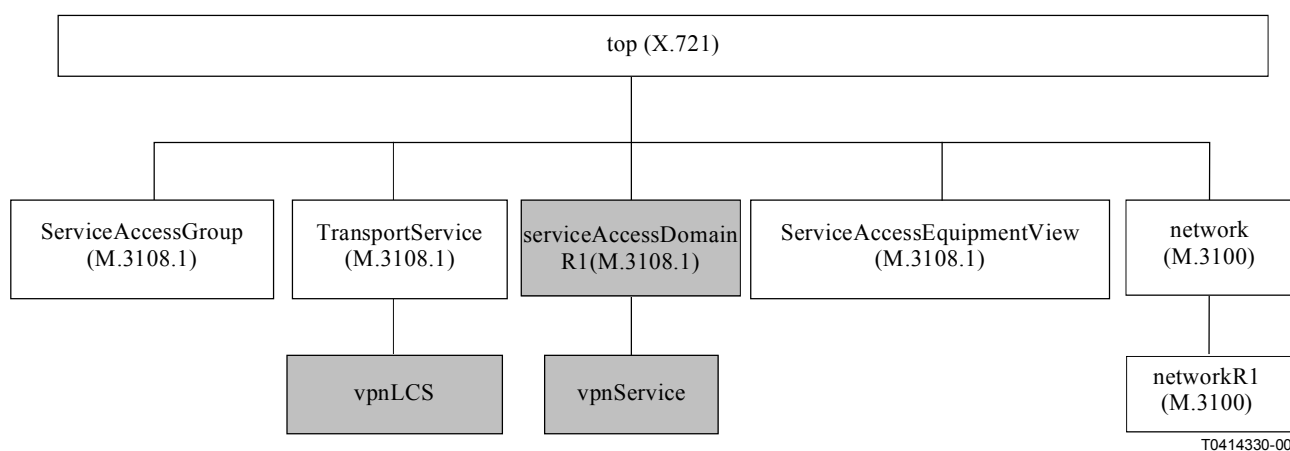 top (X.721)
ServiceAccessGroup
(M.3108.1)
TransportService
(M.3108.1)
serviceAccessDomain
R1(M.3108.1)
ServiceAccessEquipmentView
(M.3108.1)
network
(M.3100)
vpnLCS
vpnService
networkR1
(M.3100)
T0414330-00